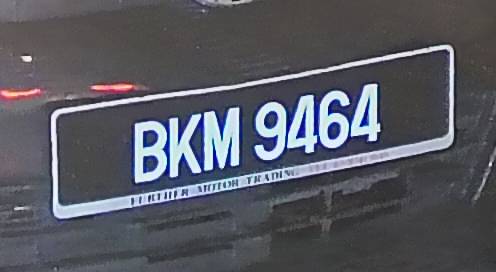 BKM 9464
FURTHER MOTOR TRADING